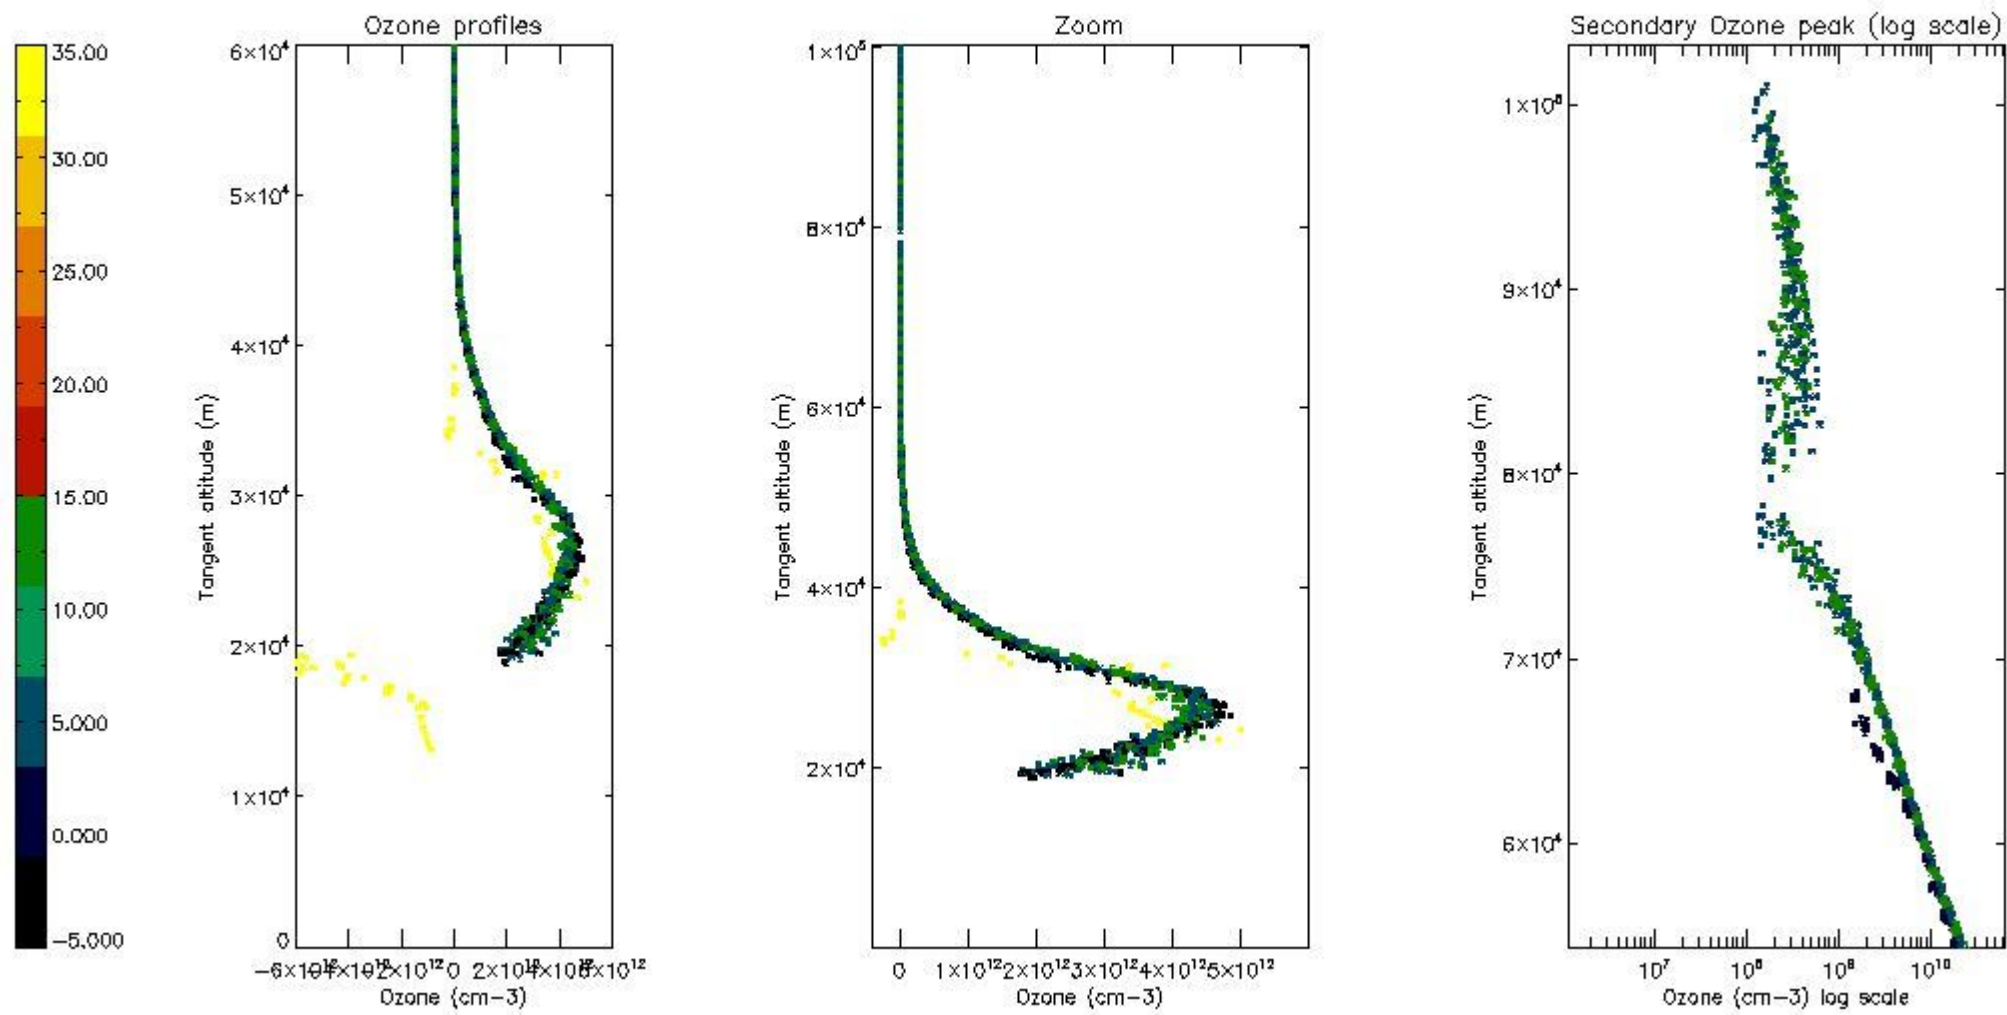 Ozone profiles
Zoom
Secondary Ozone peak (log scale)
35.00
30.00
25.00
20.00
15.00
10.00
5.000
0.000
−5.000
6×10⁴
5×10⁴
4×10⁴
3×10⁴
2×10⁴
1×10⁴
0
Tangent altitude (m)
0
Ozone (cm−3)
1×10⁵
8×10⁴
6×10⁴
4×10⁴
2×10⁴
Tangent altitude (m)
0 1×10¹² 2×10¹² 3×10¹² 4×10¹² 5×10¹²
Ozone (cm−3)
9×10⁴
8×10⁴
7×10⁴
6×10⁴
Tangent altitude (m)
10⁷ 10⁸ 10⁹ 10¹⁰
Ozone (cm−3) log scale